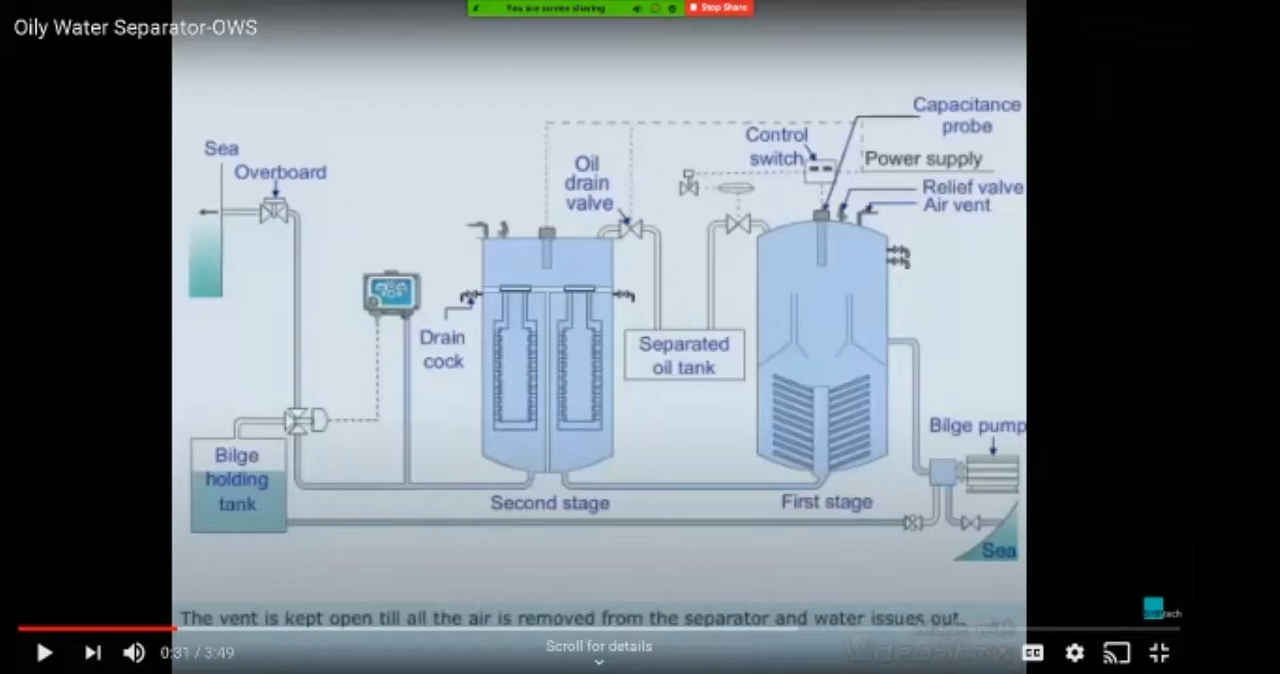 You are screen sharing
Stop Share
Oily Water Separator-OWS
Capacitance
probe
Control
switch
Power supply
Relief valve
Air vent
Sea
Overboard
Oil
drain
valve
Drain
cock
Separated
oil tank
Bilge pump
Bilge
holding
tank
Second stage
First stage
Sea
The vent is kept open till all the air is removed from the separator and water issues out.
0:31 / 3:49
Scroll for details
CC